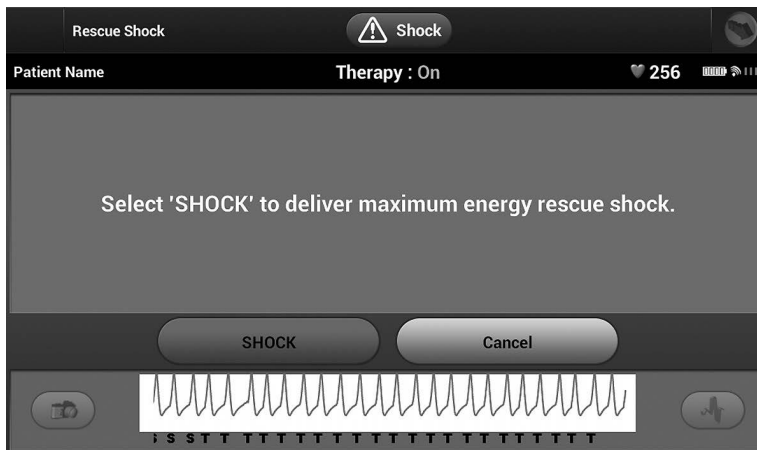 Rescue Shock
Shock
Patient Name Therapy : On 256
Select 'SHOCK' to deliver maximum energy rescue shock.
SHOCK Cancel
S S T T T T T T T T T T T T T T T T T T T T T T